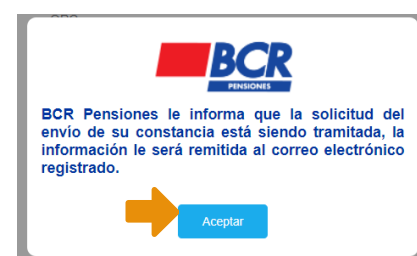 BCR
PENSIONES
BCR Pensiones le informa que la solicitud del
envío de su constancia está siendo tramitada, la
información le será remitida al correo electrónico
registrado.
Aceptar